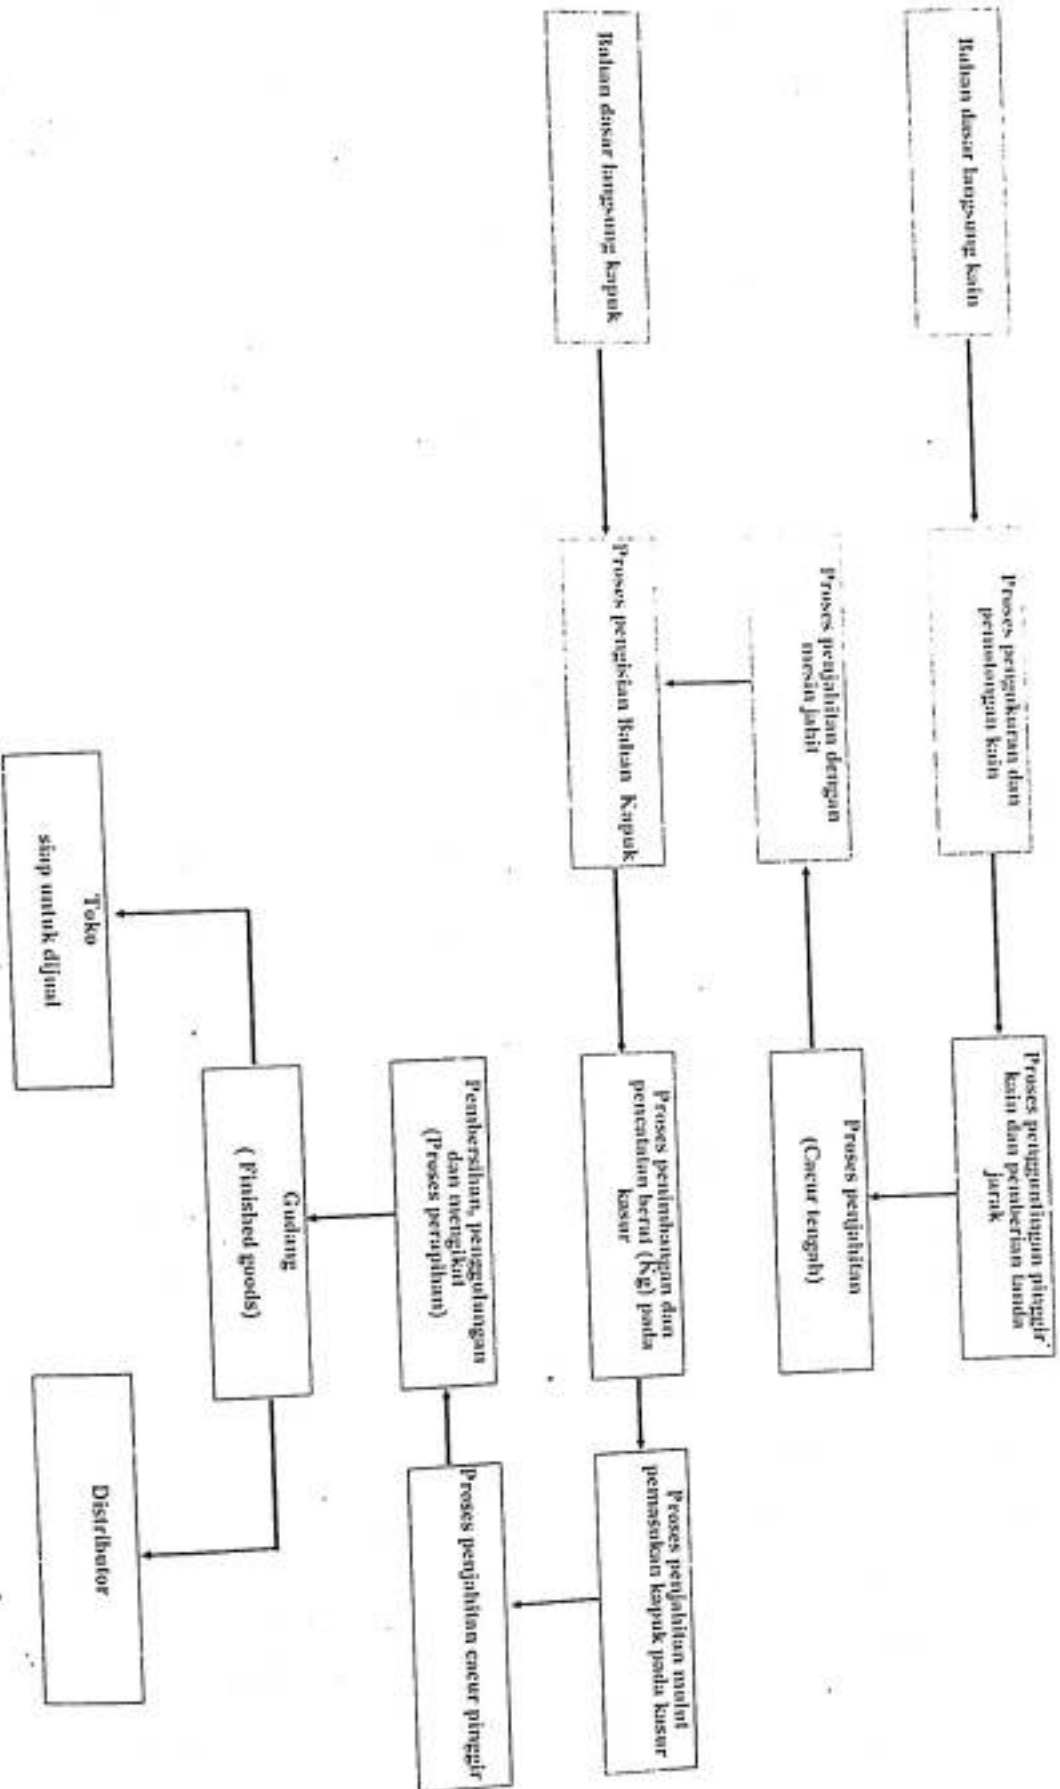 Bahan dasar langsung kain
Proses pengukuran dan
pemotongan kain
Proses pengguntingan pinggir
kain dan pemberian tanda
jarak
Proses penjahitan dengan
mesin jahit
Proses penjahitan
(Cacur tengah)
Bahan dasar langsung kapuk
Proses pengisian Bahan Kapuk
Proses penimbangan dan
pencatatan berat (Kg) pada
kasur
Proses penjahitan mulut
pemasukan kapuk pada kasur
Pembersihan, penggulungan
dan mengikat
(Proses perapihan)
Proses penjahitan cacur pinggir
Gudang
( Finished goods)
Toko
siap untuk dijual
Distributor